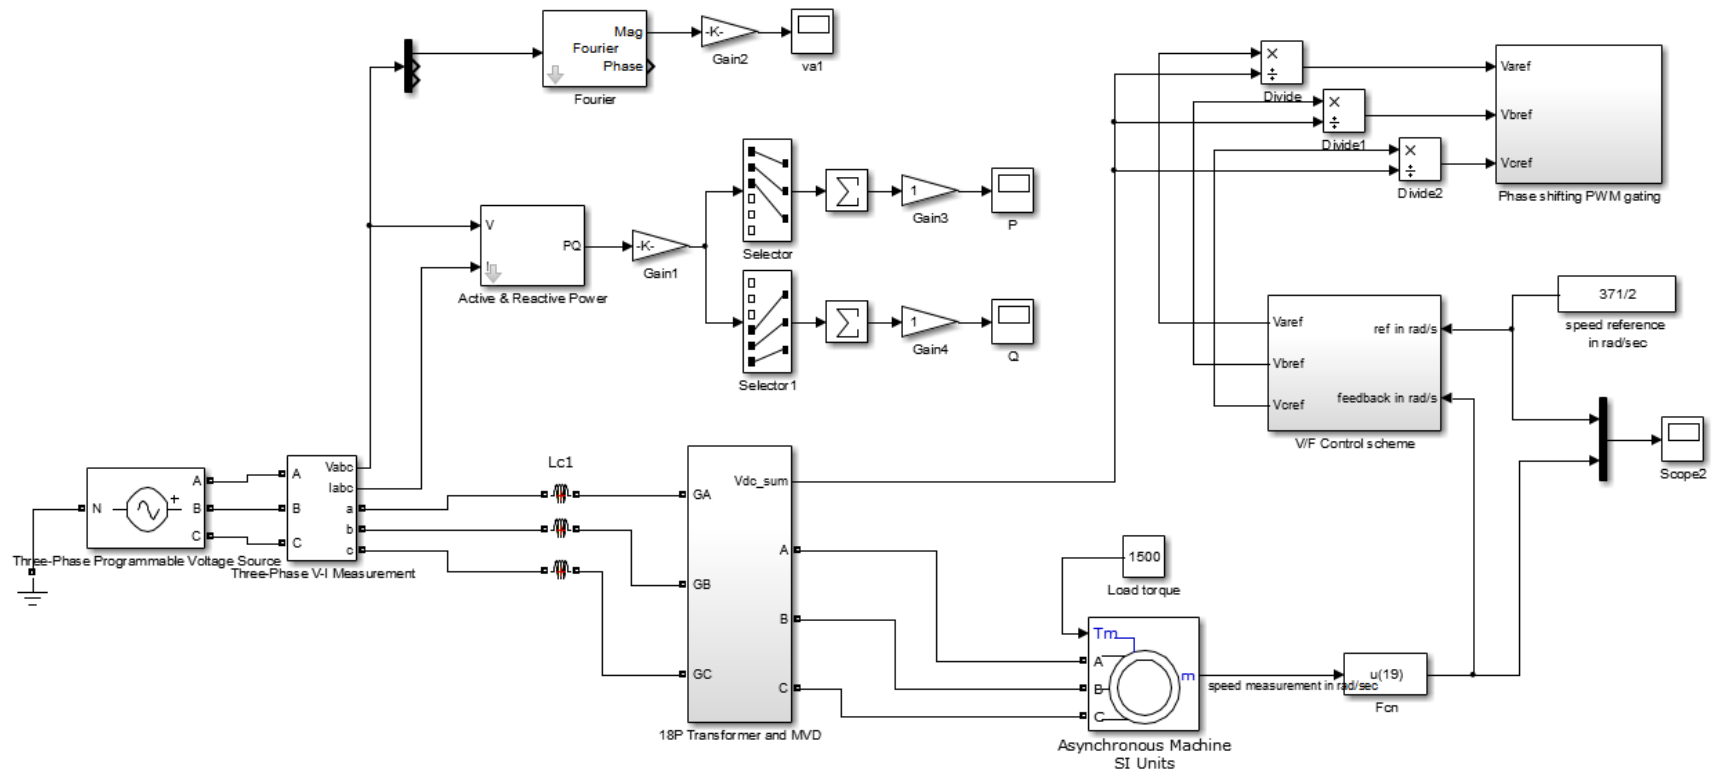 Mag
Fourier
Phase
Fourier
-K-
Gain2
va1
×
÷
Divide
×
÷
Divide1
×
÷
Divide2
Varef
Vbref
Vcref
Phase shifting PWM gating
V
I
PQ
Active & Reactive Power
-K-
Gain1
Selector
Σ
1
Gain3
P
Selector1
Σ
1
Gain4
Q
Varef
Vbref
Vcref
ref in rad/s
feedback in rad/s
V/F Control scheme
371/2
speed reference
in rad/sec
Scope2
N
+
A
B
C
Three-Phase Programmable Voltage Source
A
B
C
Vabc
Iabc
a
b
c
Three-Phase V-I Measurement
Lc1
GA
GB
GC
Vdc_sum
A
B
C
18P Transformer and MVD
1500
Load torque
Tm
A
B
C
m
Asynchronous Machine
SI Units
speed measurement in rad/sec
u(19)
Fcn